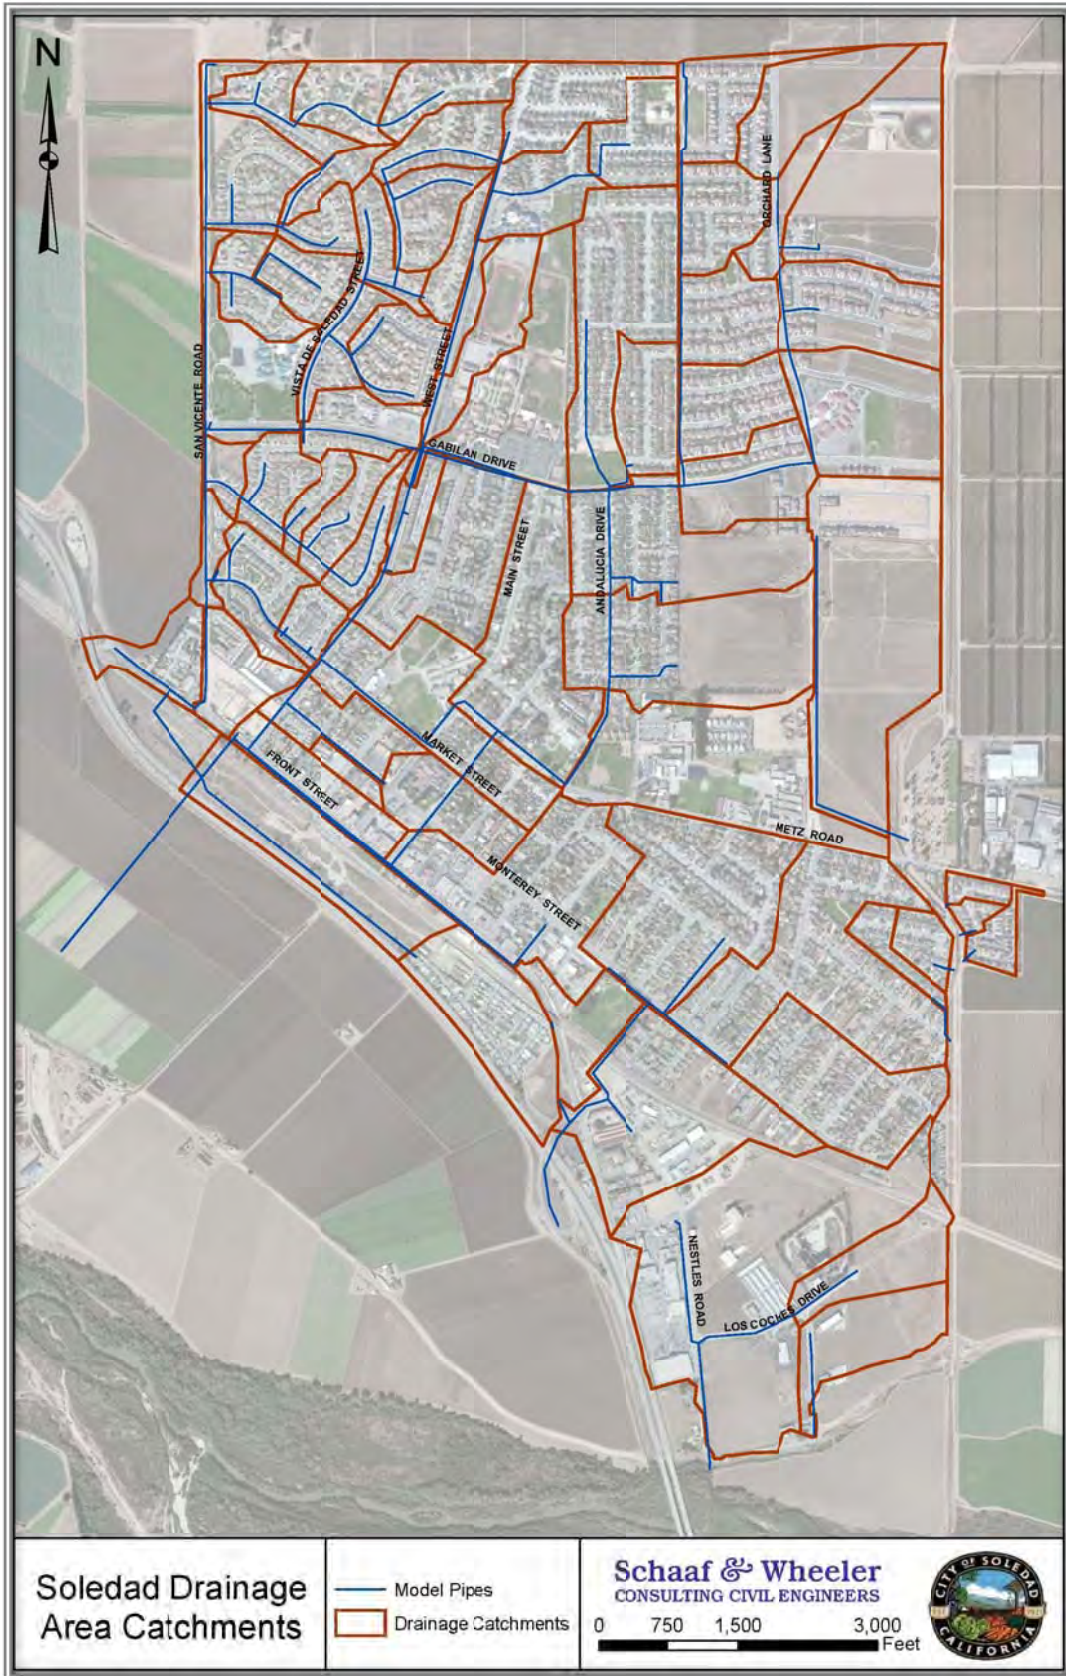 N
ORCHARD LANE
VISTA DE SOLEDAD STREET
WEST STREET
SAN VICENTE ROAD
GABILAN DRIVE
MAIN STREET
ANDALUCIA DRIVE
MARKET STREET
FRONT STREET
METZ ROAD
MONTEREY STREET
NESTLES ROAD
LOS COCHES DRIVE
Soledad Drainage
Area Catchments
Model Pipes
Drainage Catchments
Schaaf & Wheeler
CONSULTING CIVIL ENGINEERS
0 750 1,500 3,000
Feet
CITY OF SOLEDAD
CALIFORNIA